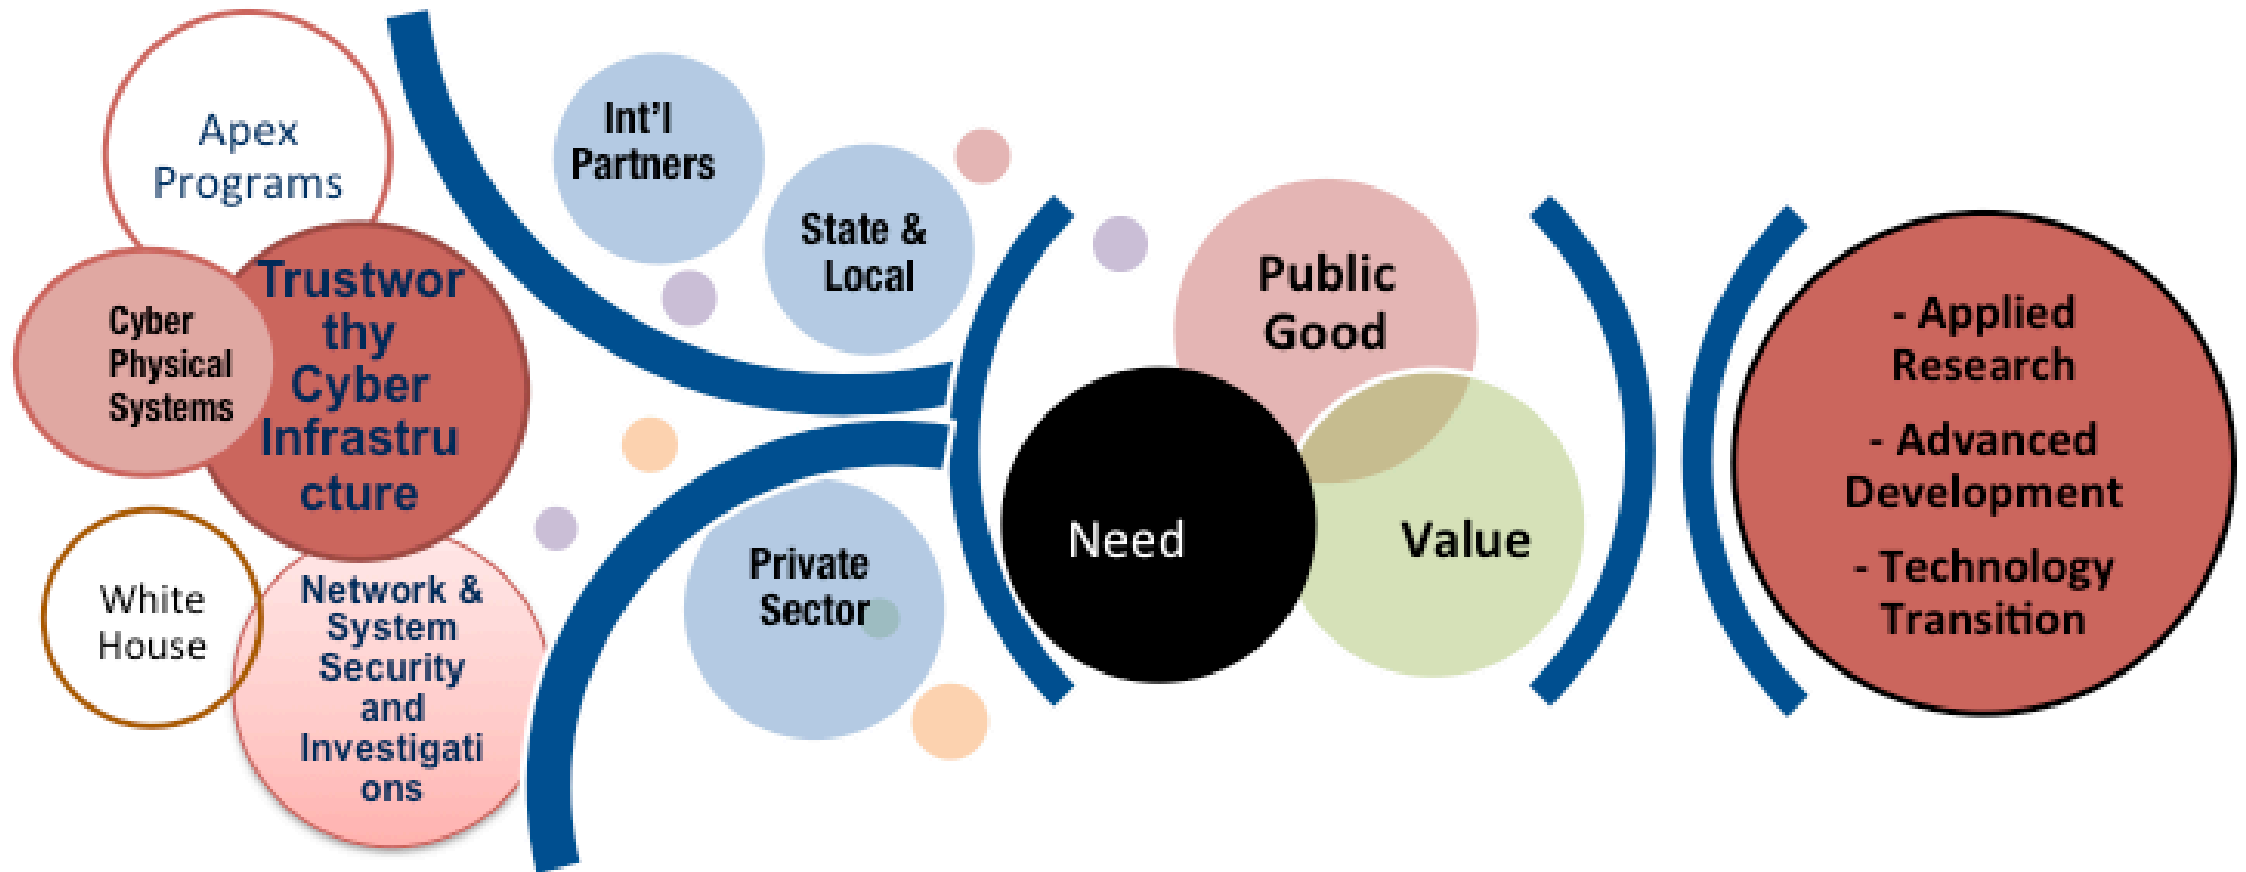 Apex
Programs
Trustwor
thy
Cyber
Infrastru
cture
Cyber
Physical
Systems
White
House
Network &
System
Security
and
Investigati
ons
Int'l
Partners
State &
Local
Private
Sector
Public
Good
Need
Value
- Applied
Research
- Advanced
Development
- Technology
Transition